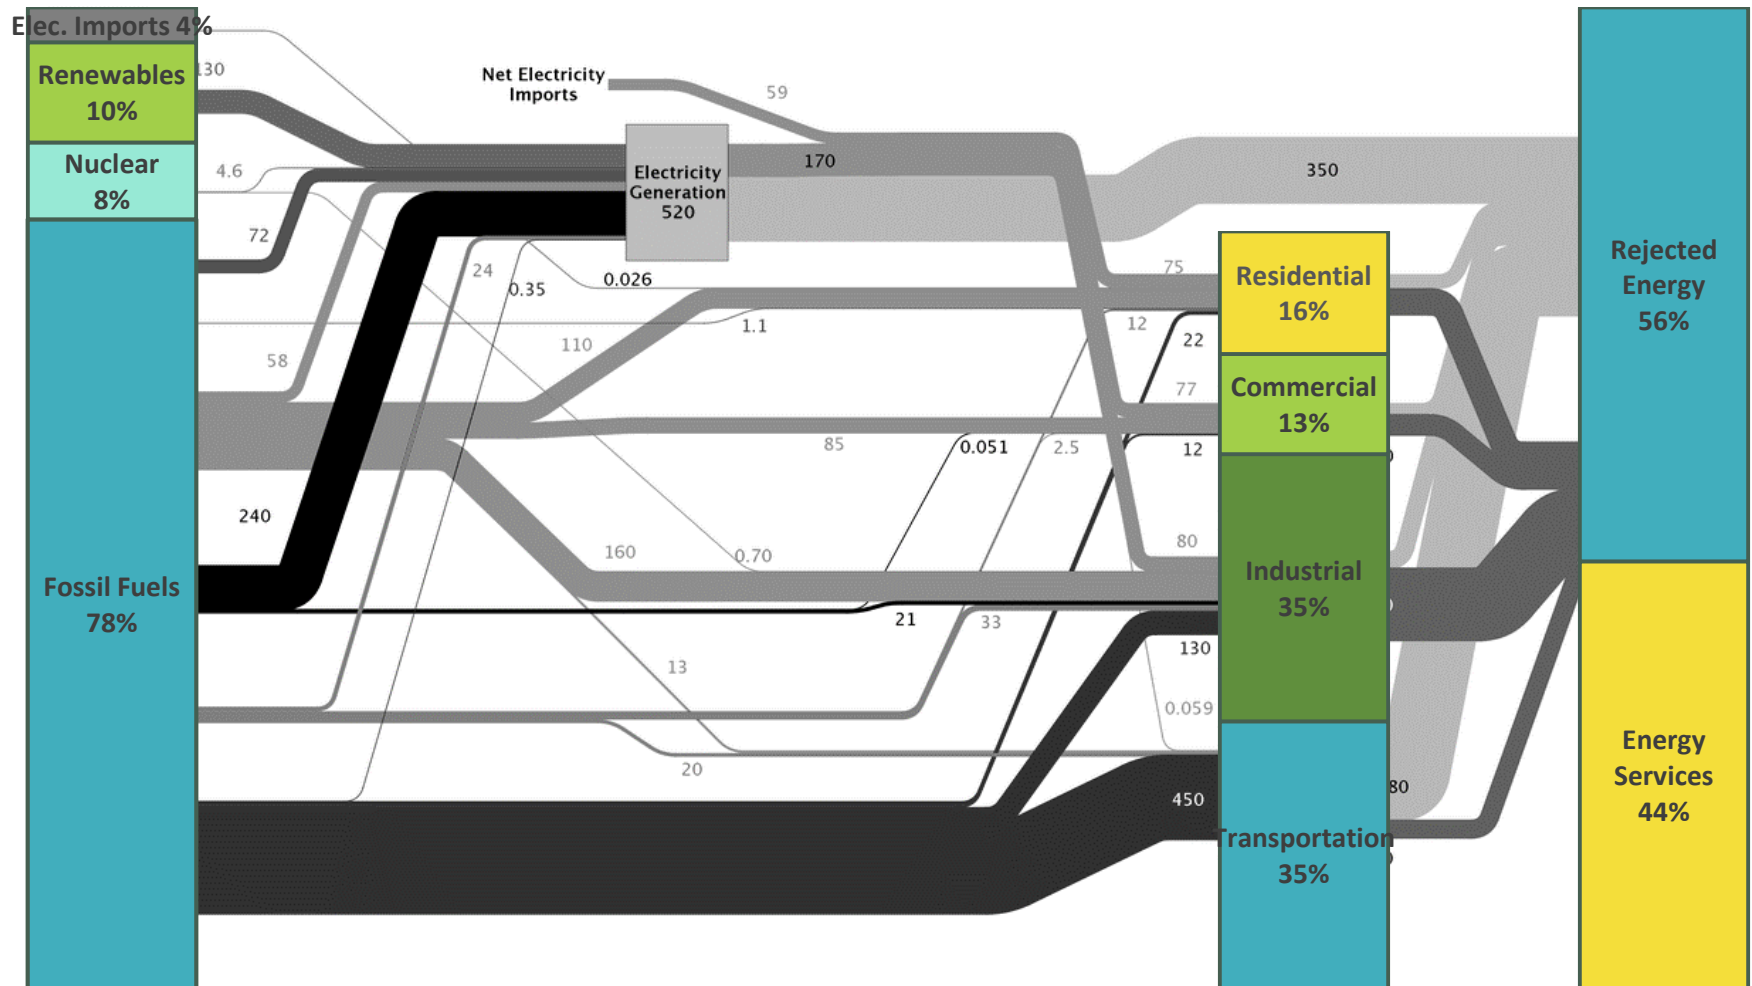 Elec. Imports 4%
130
Renewables
10%
Nuclear
8%
Fossil Fuels
78%
4.6
72
58
240
24
0.35
Net Electricity
Imports
59
Electricity
Generation
520
170
0.026
1.1
110
85
160
0.70
13
20
21
33
0.051
2.5
12
22
75
77
12
80
130
0.059
450
350
Residential
16%
Commercial
13%
Industrial
35%
Transportation
35%
80
Rejected
Energy
56%
Energy
Services
44%